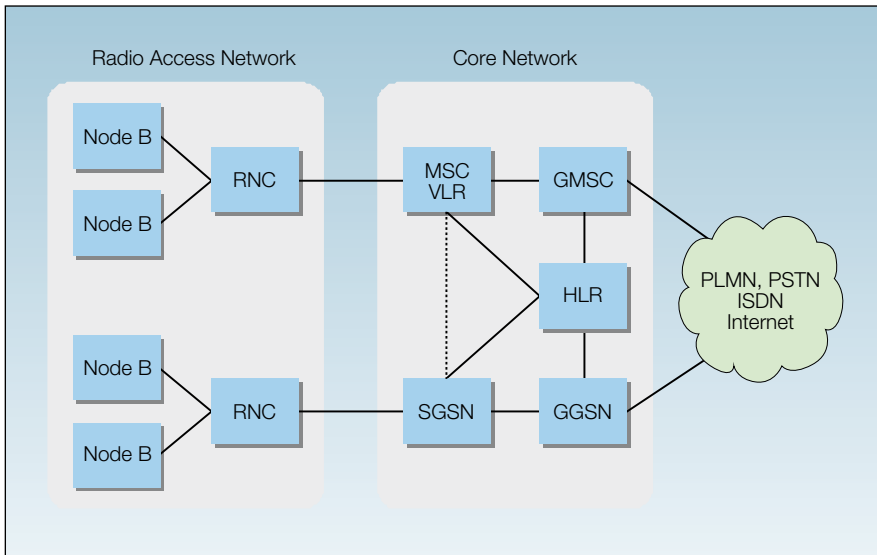 Radio Access Network
Core Network
Node B
Node B
RNC
MSC
VLR
GMSC
HLR
PLMN, PSTN
ISDN
Internet
Node B
Node B
RNC
SGSN
GGSN